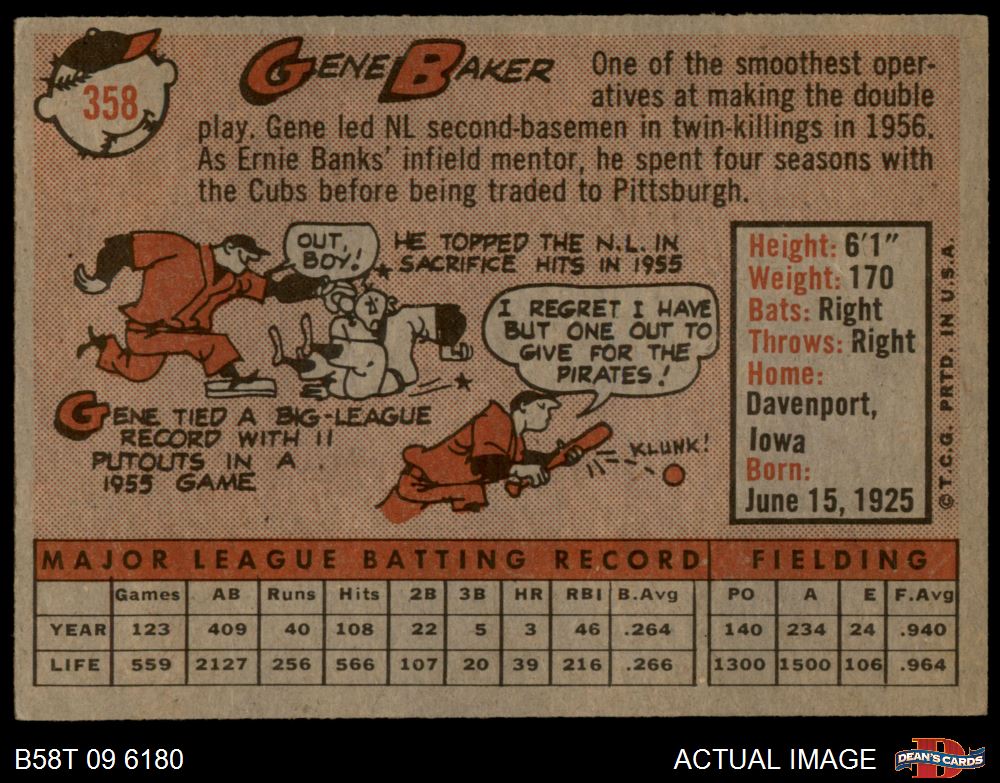 358
GENE BAKER
One of the smoothest oper-
atives at making the double
play. Gene led NL second-basemen in twin-killings in 1956.
As Ernie Banks' infield mentor, he spent four seasons with
the Cubs before being traded to Pittsburgh.
OUT,
BOY!
HE TOPPED THE N.L. IN
SACRIFICE HITS IN 1955
I REGRET I HAVE
BUT ONE OUT TO
GIVE FOR THE
PIRATES!
GENE TIED A BIG-LEAGUE
RECORD WITH 11
PUTOUTS IN A
1955 GAME
KLUNK!
Height: 6'1"
Weight: 170
Bats: Right
Throws: Right
Home:
Davenport,
Iowa
Born:
June 15, 1925
© T.C.G. PRTD. IN U.S.A.
MAJOR LEAGUE BATTING RECORD FIELDING
Games AB Runs Hits 2B 3B HR RBI B.Avg PO A E F.Avg
YEAR 123 409 40 108 22 5 3 46 .264 140 234 24 .940
LIFE 559 2127 256 566 107 20 39 216 .266 1300 1500 106 .964
B58T 09 6180 ACTUAL IMAGE D DEAN'S CARDS